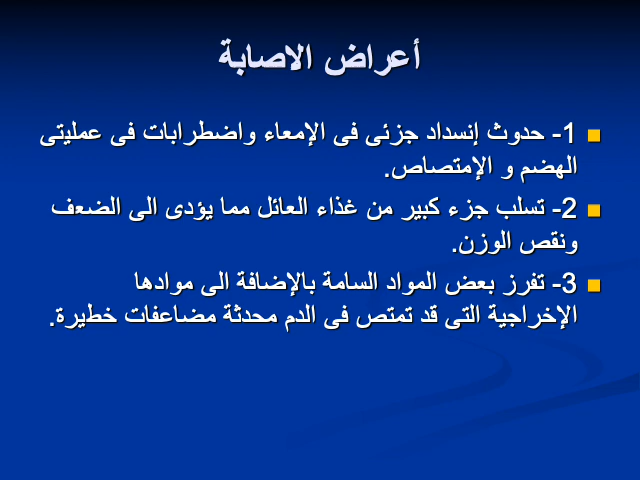 أعراض الاصابة
1- حدوث إنسداد جزئى فى الإمعاء واضطرابات فى عمليتى
الهضم و الإمتصاص.
2- تسلب جزء كبير من غذاء العائل مما يؤدى الى الضعف
ونقص الوزن.
3- تفرز بعض المواد السامة بالإضافة الى موادها
الإخراجية التى قد تمتص فى الدم محدثة مضاعفات خطيرة.